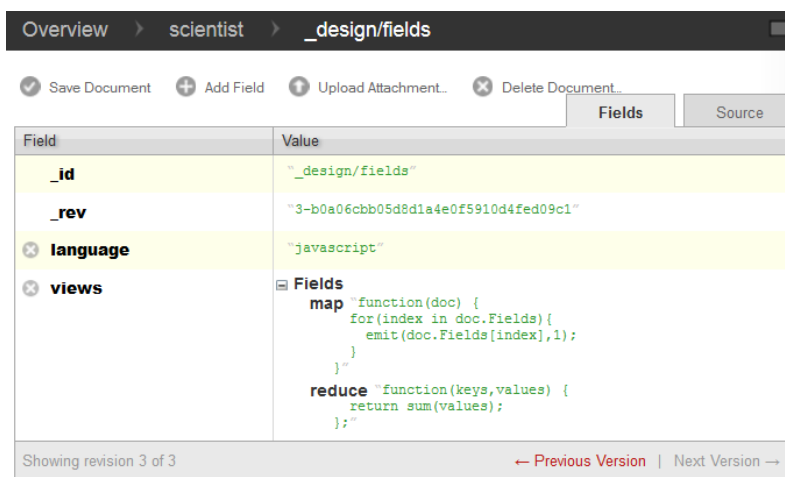 Overview scientist _design/fields
Save Document Add Field Upload Attachment... Delete Document...
Fields Source
Field Value
_id "_design/fields"
_rev "3-b0a06cbb05d8d1a4e0f5910d4fed09c1"
language "javascript"
views Fields
map "function(doc) {
for(index in doc.Fields){
emit(doc.Fields[index],1);
}
}"
reduce "function(keys,values) {
return sum(values);
};"
Showing revision 3 of 3 ← Previous Version | Next Version →